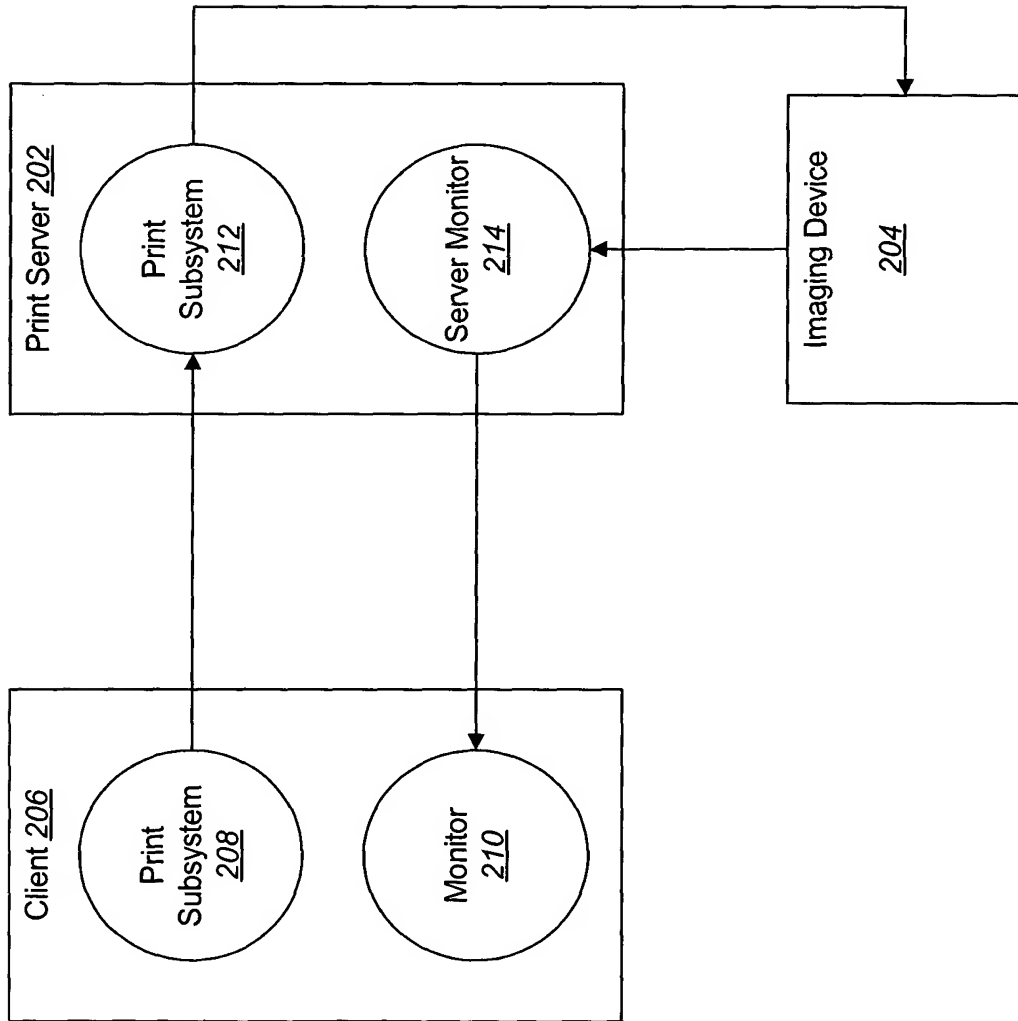 Client 206
Print
Subsystem
208
Monitor
210
Print Server 202
Print
Subsystem
212
Server Monitor
214
Imaging Device
204